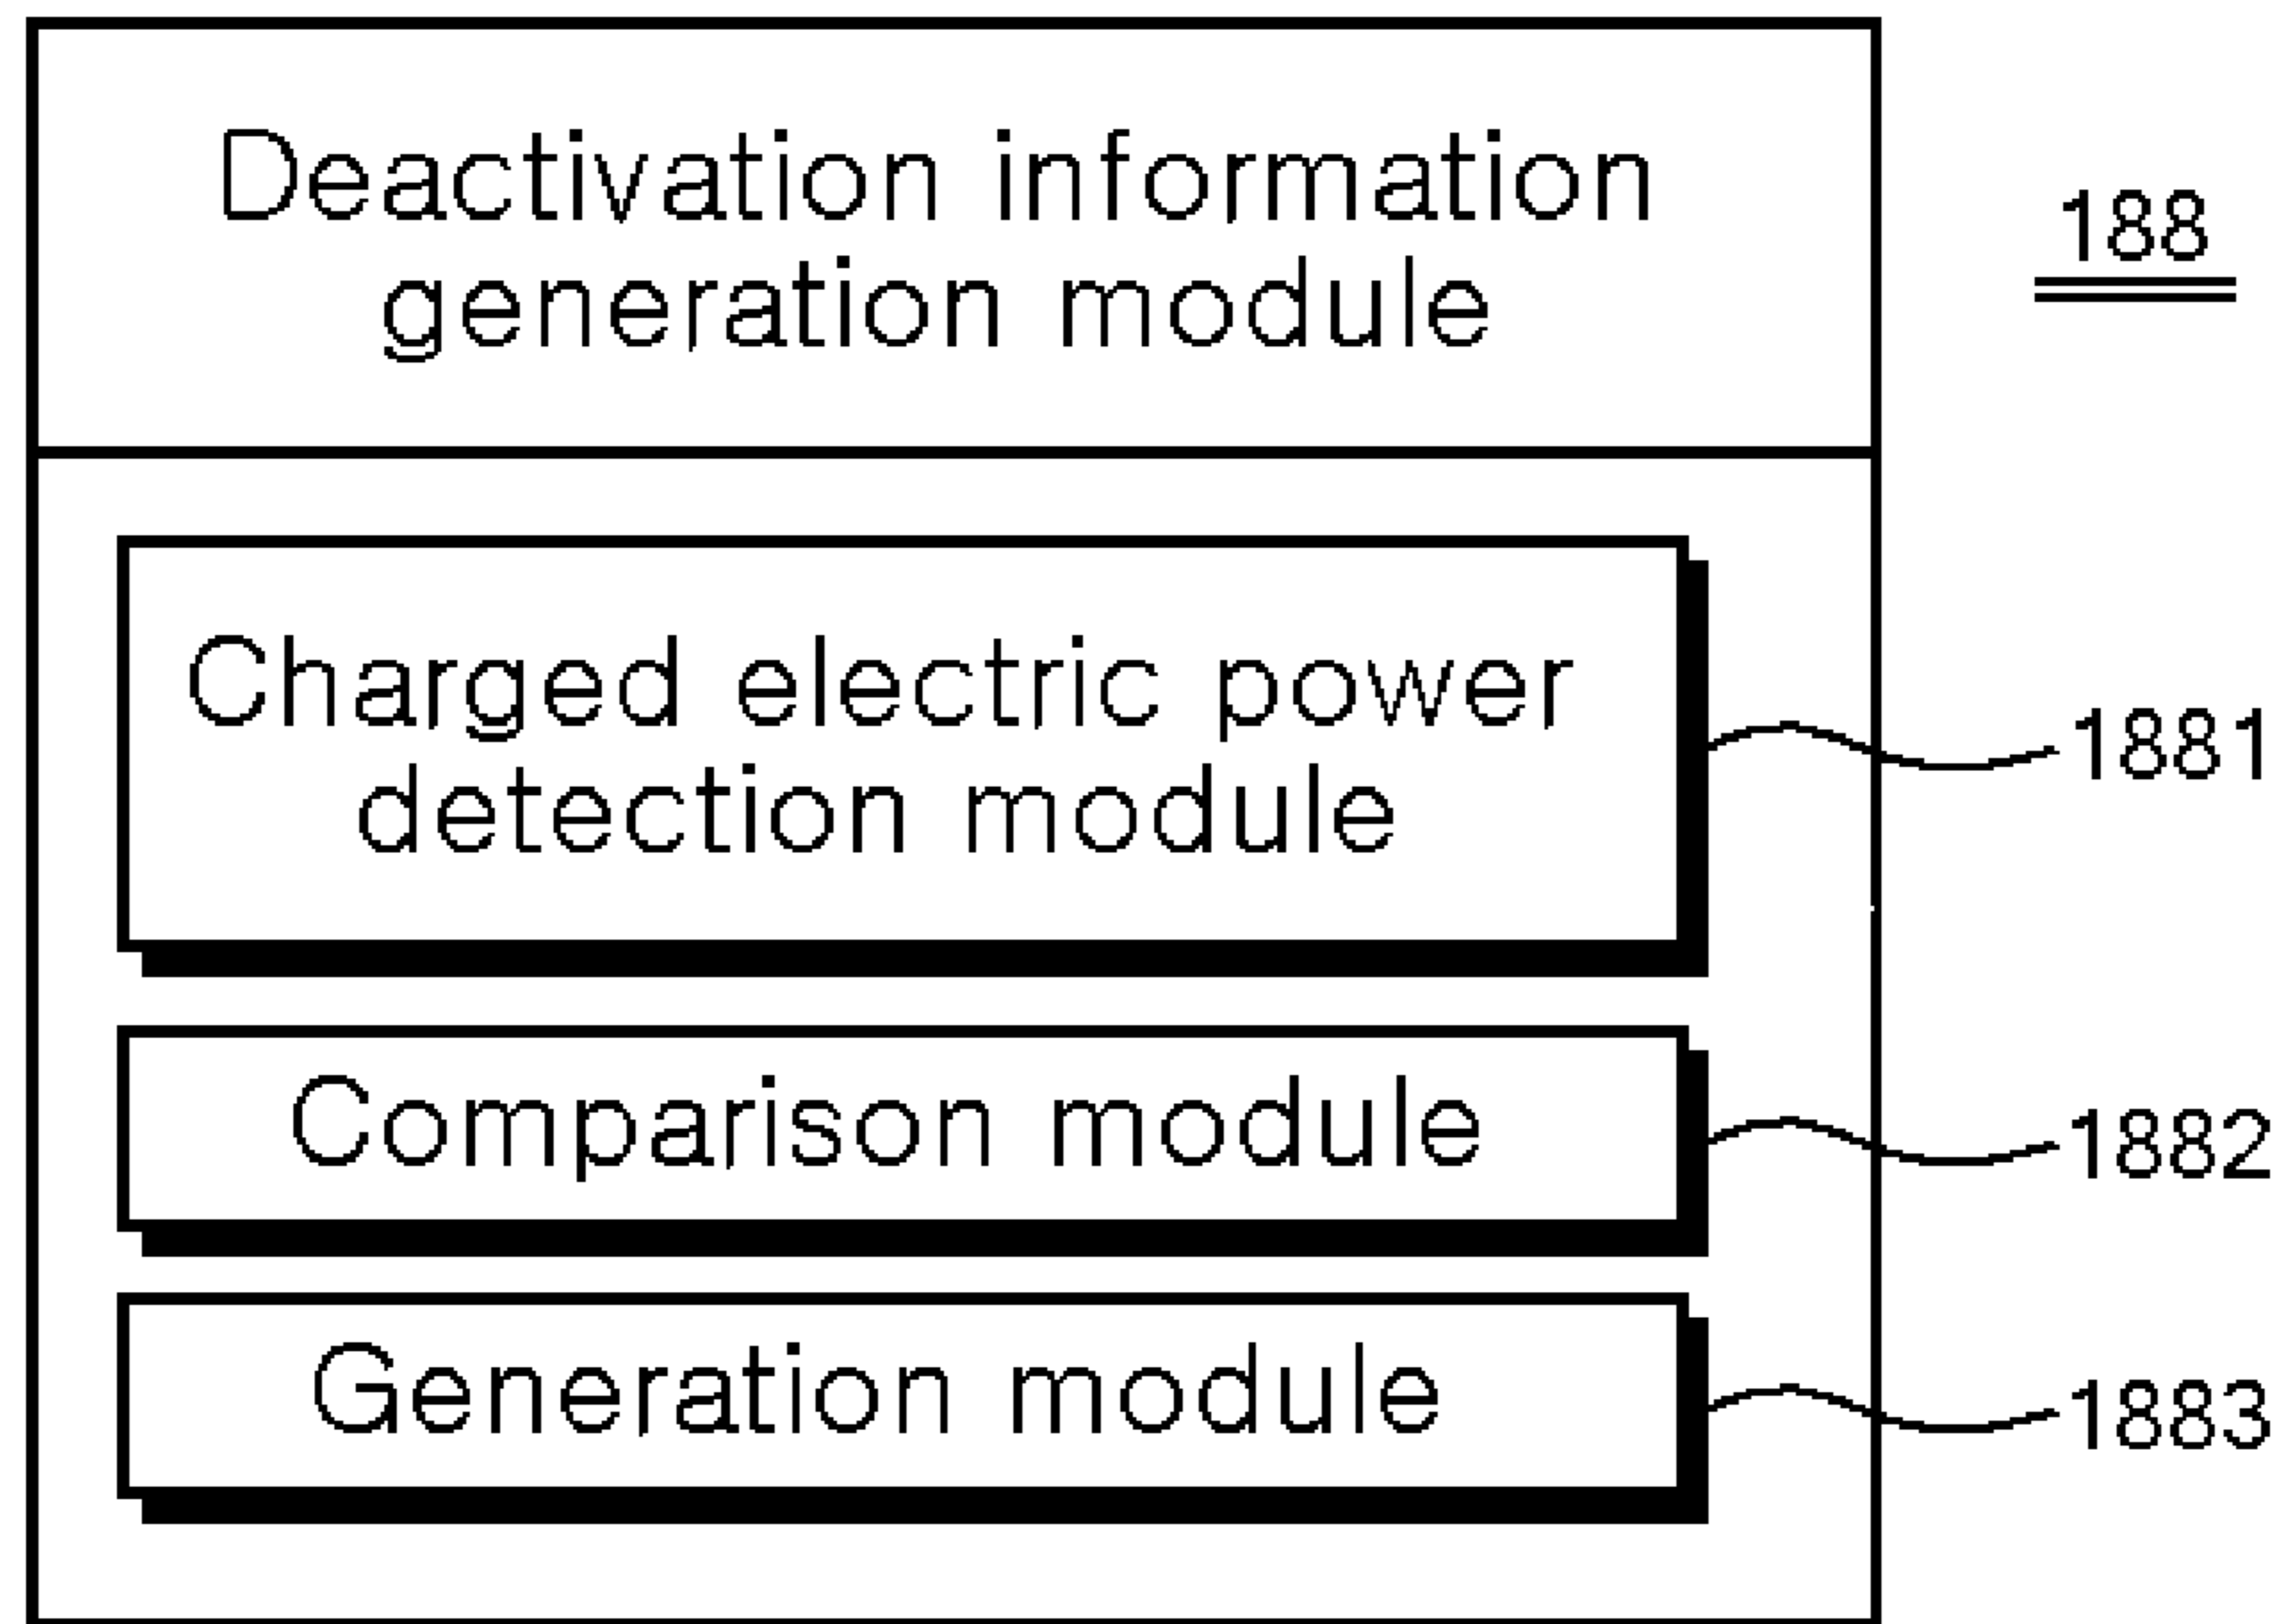 Deactivation information
generation module
188
Charged electric power
detection module
1881
Comparison module
1882
Generation module
1883